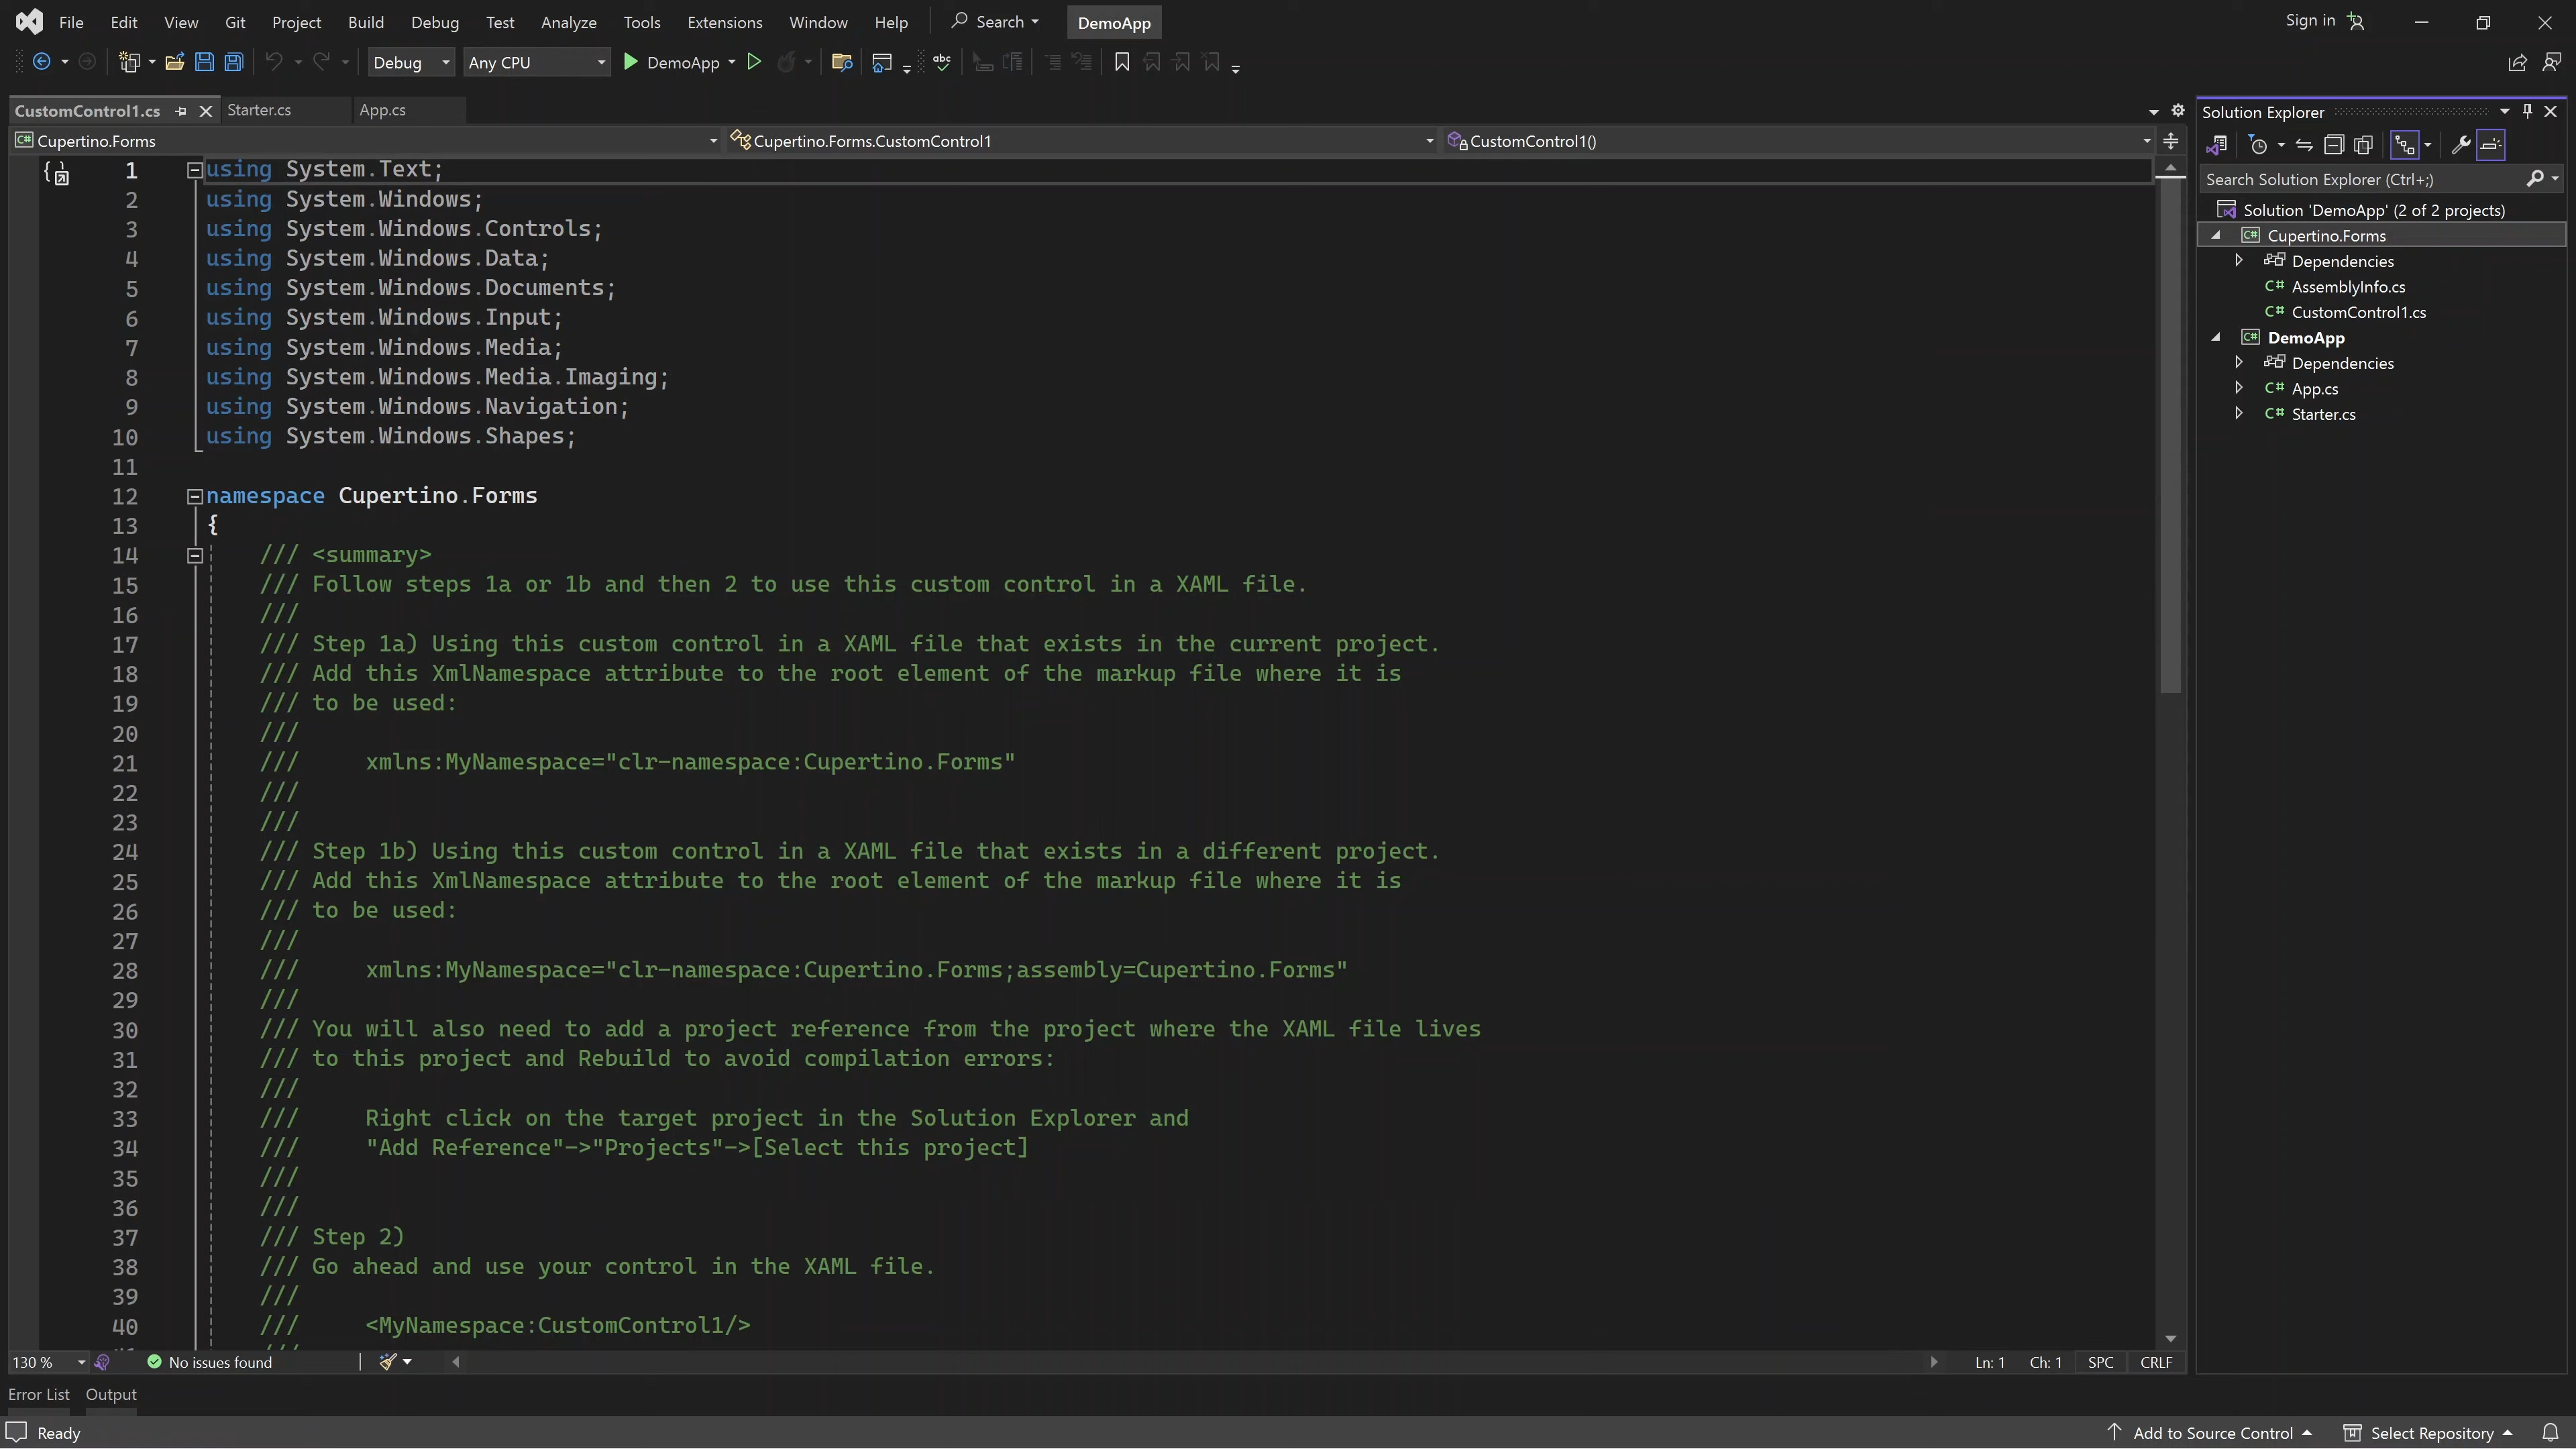 File Edit View Git Project Build Debug Test Analyze Tools Extensions Window Help Search DemoApp Sign in
Debug Any CPU DemoApp
CustomControl1.cs Starter.cs App.cs
Cupertino.Forms Cupertino.Forms.CustomControl1 CustomControl1()
1 using System.Text;
2 using System.Windows;
3 using System.Windows.Controls;
4 using System.Windows.Data;
5 using System.Windows.Documents;
6 using System.Windows.Input;
7 using System.Windows.Media;
8 using System.Windows.Media.Imaging;
9 using System.Windows.Navigation;
10 using System.Windows.Shapes;
11
12 namespace Cupertino.Forms
13 {
14 /// <summary>
15 /// Follow steps 1a or 1b and then 2 to use this custom control in a XAML file.
16 ///
17 /// Step 1a) Using this custom control in a XAML file that exists in the current project.
18 /// Add this XmlNamespace attribute to the root element of the markup file where it is
19 /// to be used:
20 ///
21 /// xmlns:MyNamespace="clr-namespace:Cupertino.Forms"
22 ///
23 ///
24 /// Step 1b) Using this custom control in a XAML file that exists in a different project.
25 /// Add this XmlNamespace attribute to the root element of the markup file where it is
26 /// to be used:
27 ///
28 /// xmlns:MyNamespace="clr-namespace:Cupertino.Forms;assembly=Cupertino.Forms"
29 ///
30 /// You will also need to add a project reference from the project where the XAML file lives
31 /// to this project and Rebuild to avoid compilation errors:
32 ///
33 /// Right click on the target project in the Solution Explorer and
34 /// "Add Reference"->"Projects"->[Select this project]
35 ///
36 ///
37 /// Step 2)
38 /// Go ahead and use your control in the XAML file.
39 ///
40 /// <MyNamespace:CustomControl1/>
130 % No issues found Ln: 1 Ch: 1 SPC CRLF
Error List Output
Ready Add to Source Control Select Repository
Solution Explorer
Search Solution Explorer (Ctrl+;)
Solution 'DemoApp' (2 of 2 projects)
C# Cupertino.Forms
Dependencies
C# AssemblyInfo.cs
C# CustomControl1.cs
C# DemoApp
Dependencies
C# App.cs
C# Starter.cs